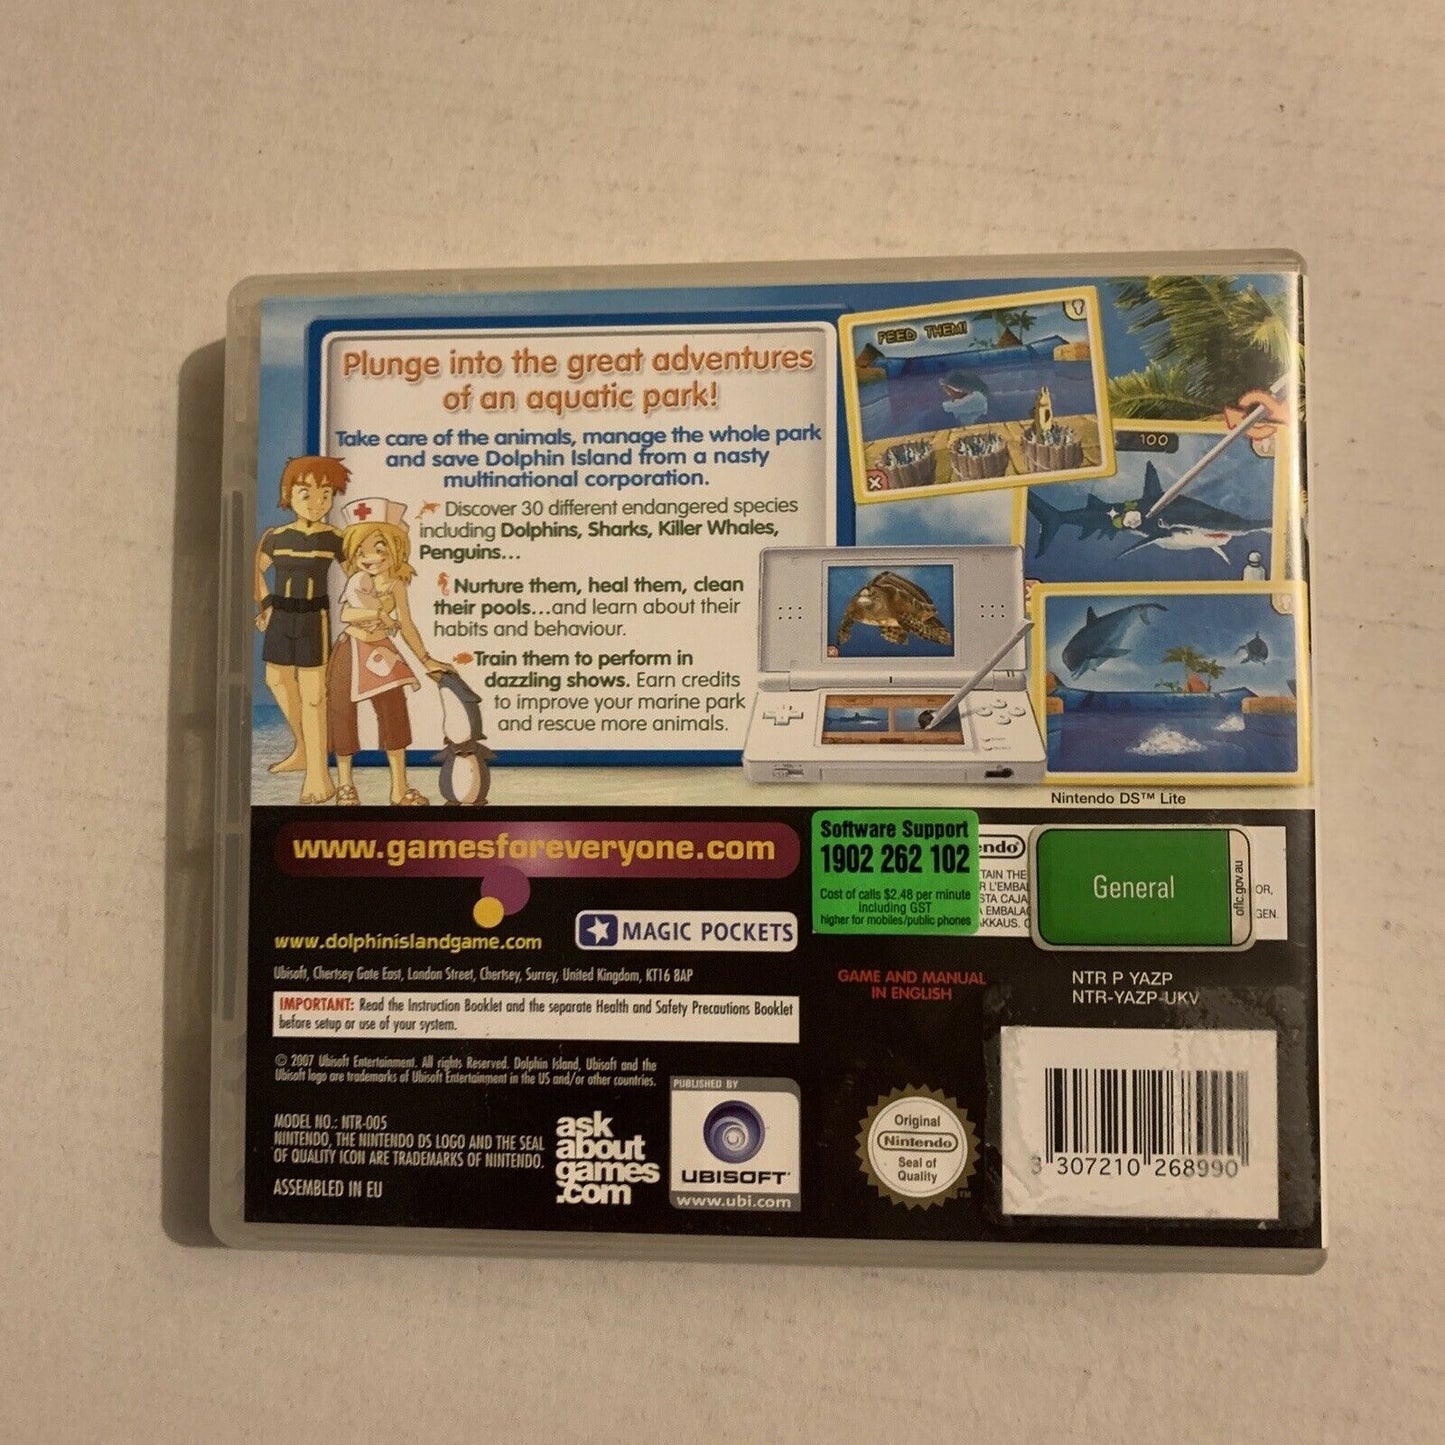 Plunge into the great adventures
of an aquatic park!
Take care of the animals, manage the whole park
and save Dolphin Island from a nasty
multinational corporation.
Discover 30 different endangered species
including Dolphins, Sharks, Killer Whales,
Penguins...
Nurture them, heal them, clean
their pools...and learn about their
habits and behaviour.
Train them to perform in
dazzling shows. Earn credits
to improve your marine park
and rescue more animals.
FEED THEM!
100
Nintendo DS™ Lite
www.gamesforeveryone.com
www.dolphinislandgame.com
MAGIC POCKETS
Software Support
1902 262 102
Cost of calls $2.48 per minute
including GST
higher for mobiles/public phones
General
oflc.gov.au
Ubisoft, Chertsey Gate East, London Street, Chertsey, Surrey, United Kingdom, KT16 8AP
GAME AND MANUAL
IN ENGLISH
NTR P YAZP
NTR-YAZP-UKV
IMPORTANT: Read the Instruction Booklet and the separate Health and Safety Precautions Booklet
before setup or use of your system.
© 2007 Ubisoft Entertainment. All rights Reserved. Dolphin Island, Ubisoft and the
Ubisoft logo are trademarks of Ubisoft Entertainment in the US and/or other countries.
MODEL NO.: NTR-005
NINTENDO, THE NINTENDO DS LOGO AND THE SEAL
OF QUALITY ICON ARE TRADEMARKS OF NINTENDO.
ASSEMBLED IN EU
ask
about
games
.com
PUBLISHED BY
UBISOFT
www.ubi.com
Original
Nintendo
Seal of
Quality
TM
3 307210 268990